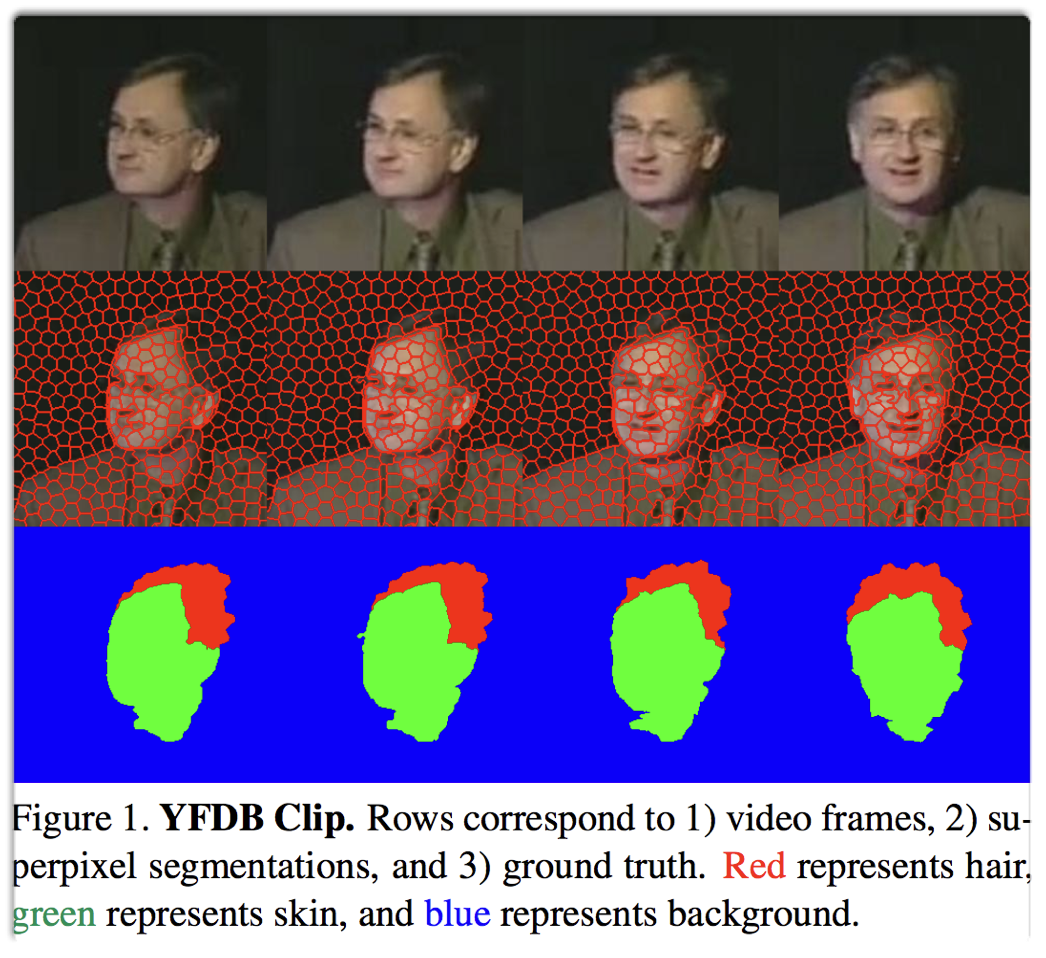 Figure 1. YFDB Clip. Rows correspond to 1) video frames, 2) su-
perpixel segmentations, and 3) ground truth. Red represents hair,
green represents skin, and blue represents background.